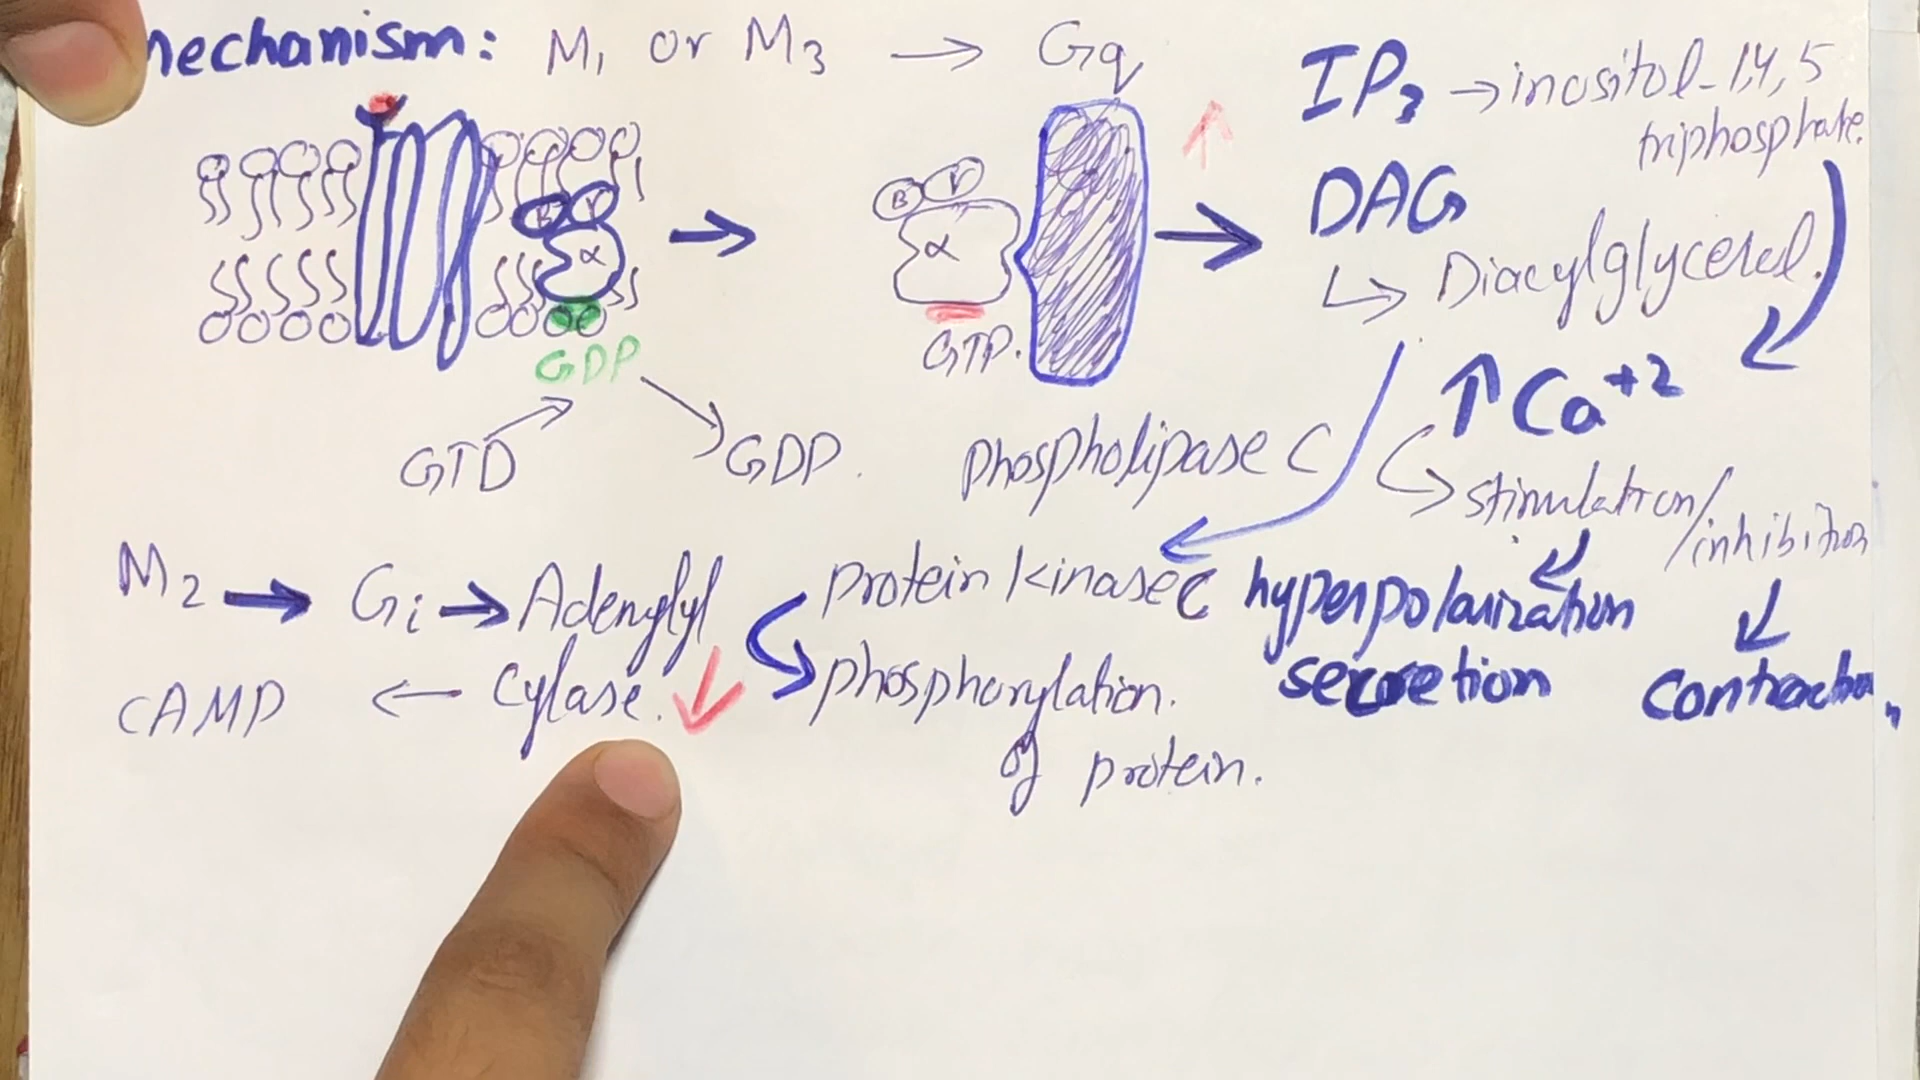 mechanism: M1 or M3 → Gq
IP3 → inositol-1,4,5
triphosphate.
DAG
↳ Diacylglycerol.
B γ
α
GDP
GTP → GDP.
B γ
α
GTP.
Phospholipase C
↑ Ca+2
↳ stimulation/inhibition
hyperpolarization
secretion
contraction
protein kinase C
phosphorylation.
of protein.
M2 → Gi → Adenylyl
cylase. ↓
cAMP ←